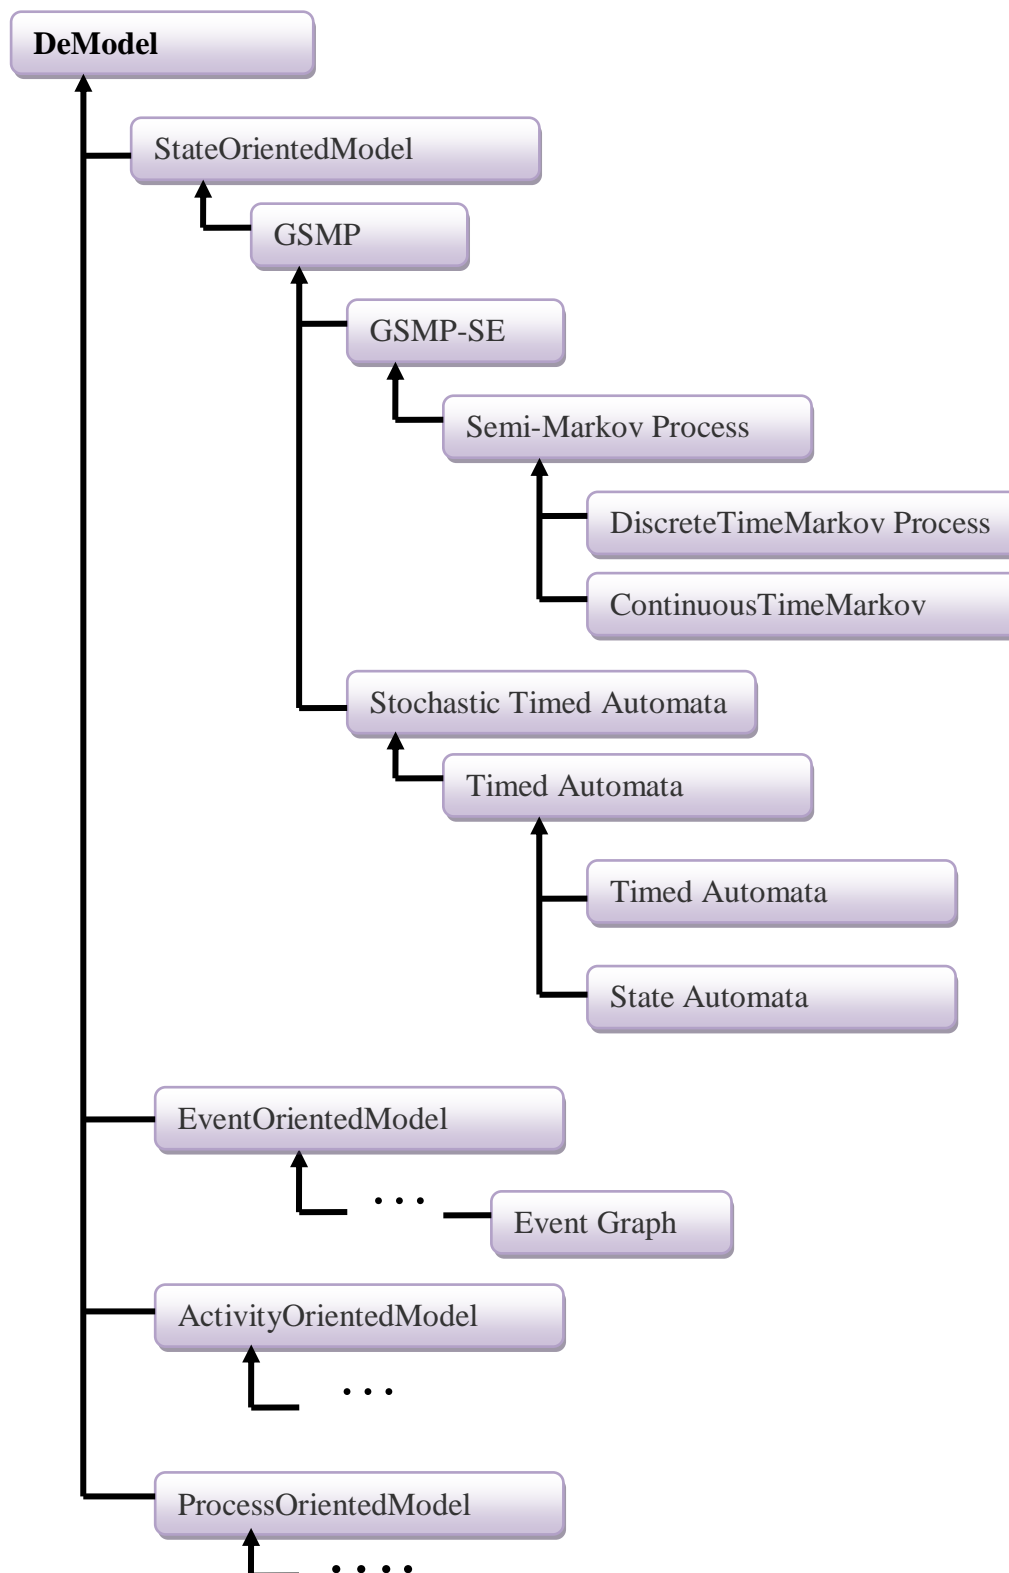 DeModel
StateOrientedModel
GSMP
GSMP-SE
Semi-Markov Process
DiscreteTimeMarkov Process
ContinuousTimeMarkov
Stochastic Timed Automata
Timed Automata
Timed Automata
State Automata
EventOrientedModel
...
Event Graph
ActivityOrientedModel
...
ProcessOrientedModel
....